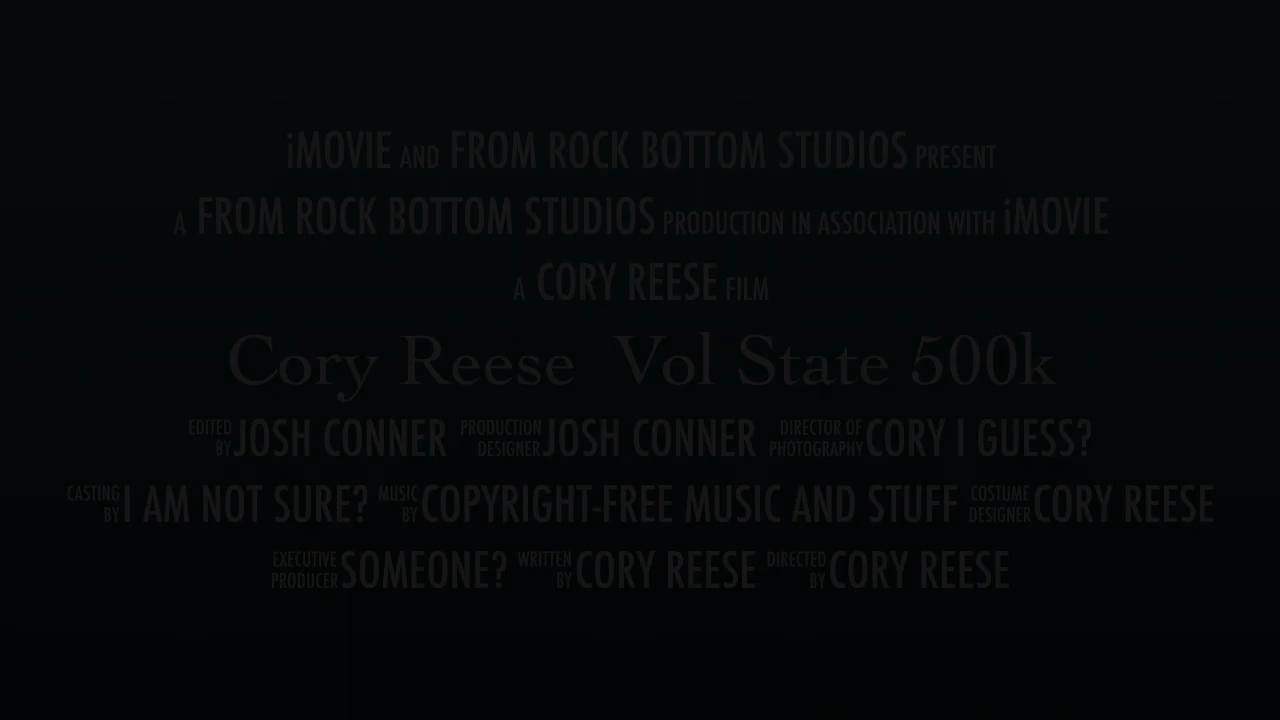 iMOVIE AND FROM ROCK BOTTOM STUDIOS PRESENT
A FROM ROCK BOTTOM STUDIOS PRODUCTION IN ASSOCIATION WITH iMOVIE
A CORY REESE FILM
Cory Reese Vol State 500k
EDITED BY JOSH CONNER PRODUCTION DESIGNER JOSH CONNER DIRECTOR OF PHOTOGRAPHY CORY I GUESS?
CASTING BY I AM NOT SURE? MUSIC BY COPYRIGHT-FREE MUSIC AND STUFF COSTUME DESIGNER CORY REESE
EXECUTIVE PRODUCER SOMEONE? WRITTEN BY CORY REESE DIRECTED BY CORY REESE